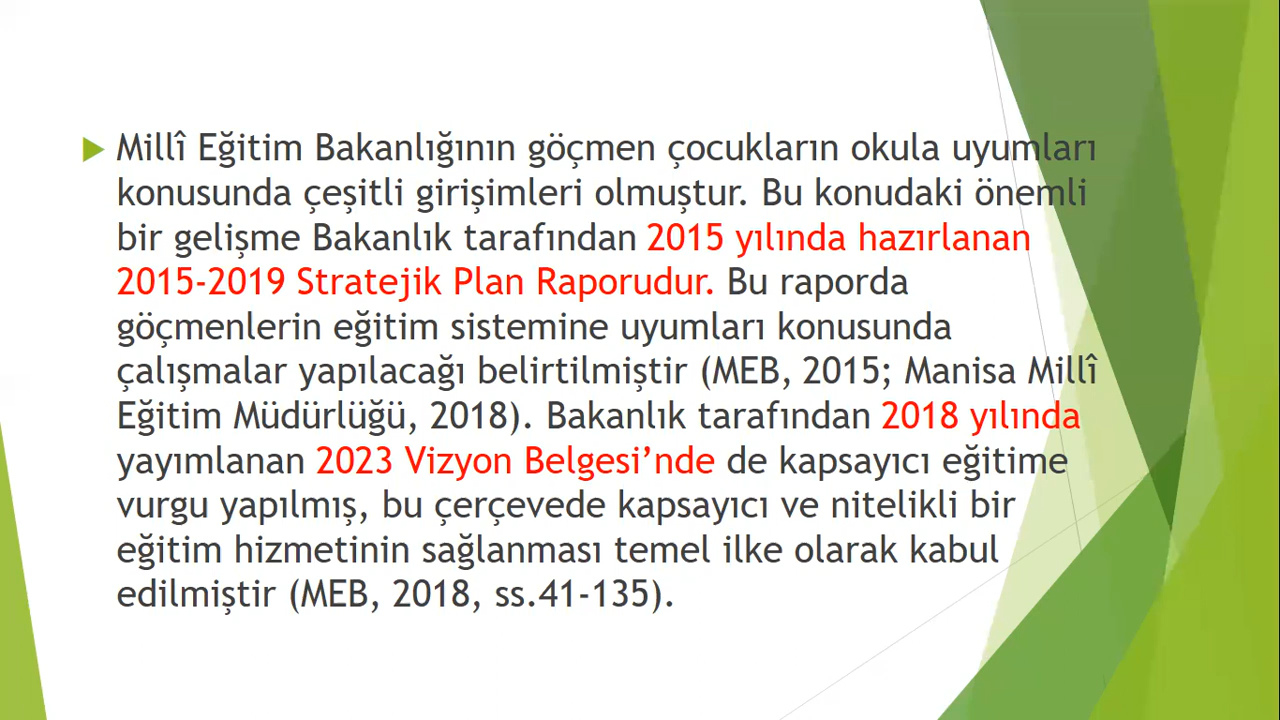 Millî Eğitim Bakanlığının göçmen çocukların okula uyumları
konusunda çeşitli girişimleri olmuştur. Bu konudaki önemli
bir gelişme Bakanlık tarafından 2015 yılında hazırlanan
2015-2019 Stratejik Plan Raporudur. Bu raporda
göçmenlerin eğitim sistemine uyumları konusunda
çalışmalar yapılacağı belirtilmiştir (MEB, 2015; Manisa Millî
Eğitim Müdürlüğü, 2018). Bakanlık tarafından 2018 yılında
yayımlanan 2023 Vizyon Belgesi’nde de kapsayıcı eğitime
vurgu yapılmış, bu çerçevede kapsayıcı ve nitelikli bir
eğitim hizmetinin sağlanması temel ilke olarak kabul
edilmiştir (MEB, 2018, ss.41-135).